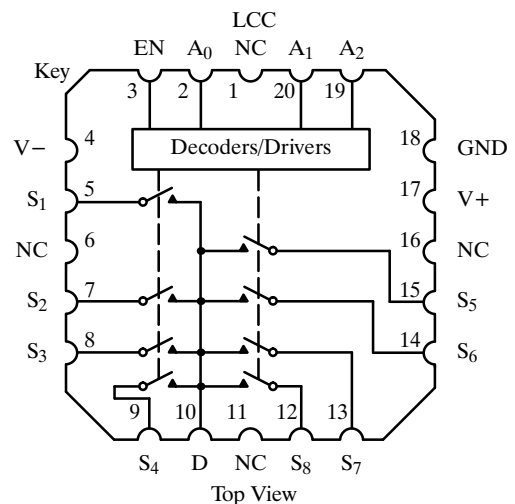 LCC
EN A0 NC A1 A2
Key
3 2 1 20 19
Decoders/Drivers
V− 4 18 GND
S1 5 17 V+
NC 6 16 NC
S2 7 15 S5
S3 8 14 S6
9 10 11 12 13
S4 D NC S8 S7
Top View